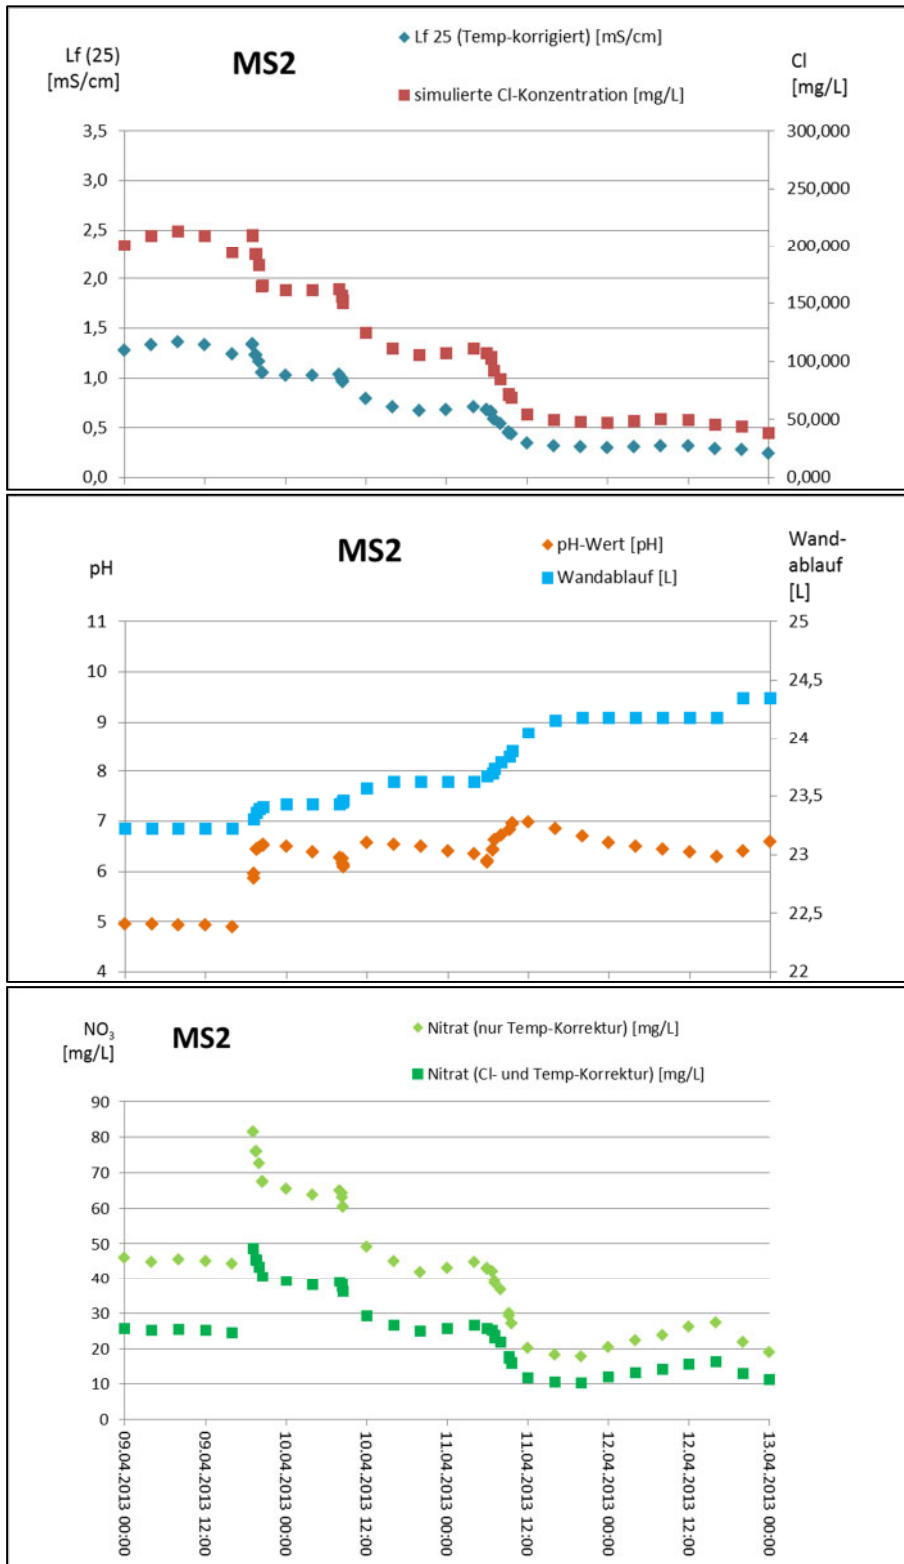 Lf (25)
[mS/cm]
MS2
Lf 25 (Temp-korrigiert) [mS/cm]
simulierte Cl-Konzentration [mg/L]
Cl
[mg/L]
3,5
3,0
2,5
2,0
1,5
1,0
0,5
0,0
300,000
250,000
200,000
150,000
100,000
50,000
0,000
pH
MS2
pH-Wert [pH]
Wandablauf [L]
Wand-
ablauf
[L]
11
10
9
8
7
6
5
4
25
24,5
24
23,5
23
22,5
22
NO₃
[mg/L]
MS2
Nitrat (nur Temp-Korrektur) [mg/L]
Nitrat (Cl- und Temp-Korrektur) [mg/L]
90
80
70
60
50
40
30
20
10
0
09.04.2013 00:00
09.04.2013 12:00
10.04.2013 00:00
10.04.2013 12:00
11.04.2013 00:00
11.04.2013 12:00
12.04.2013 00:00
12.04.2013 12:00
13.04.2013 00:00